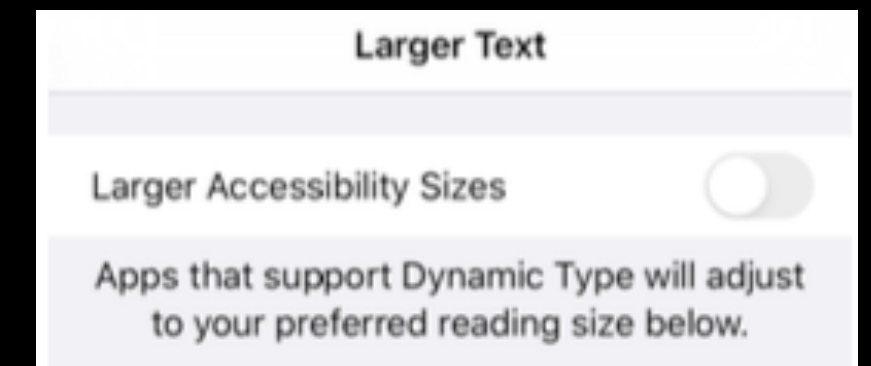 Larger Text
Larger Accessibility Sizes
Apps that support Dynamic Type will adjust
to your preferred reading size below.